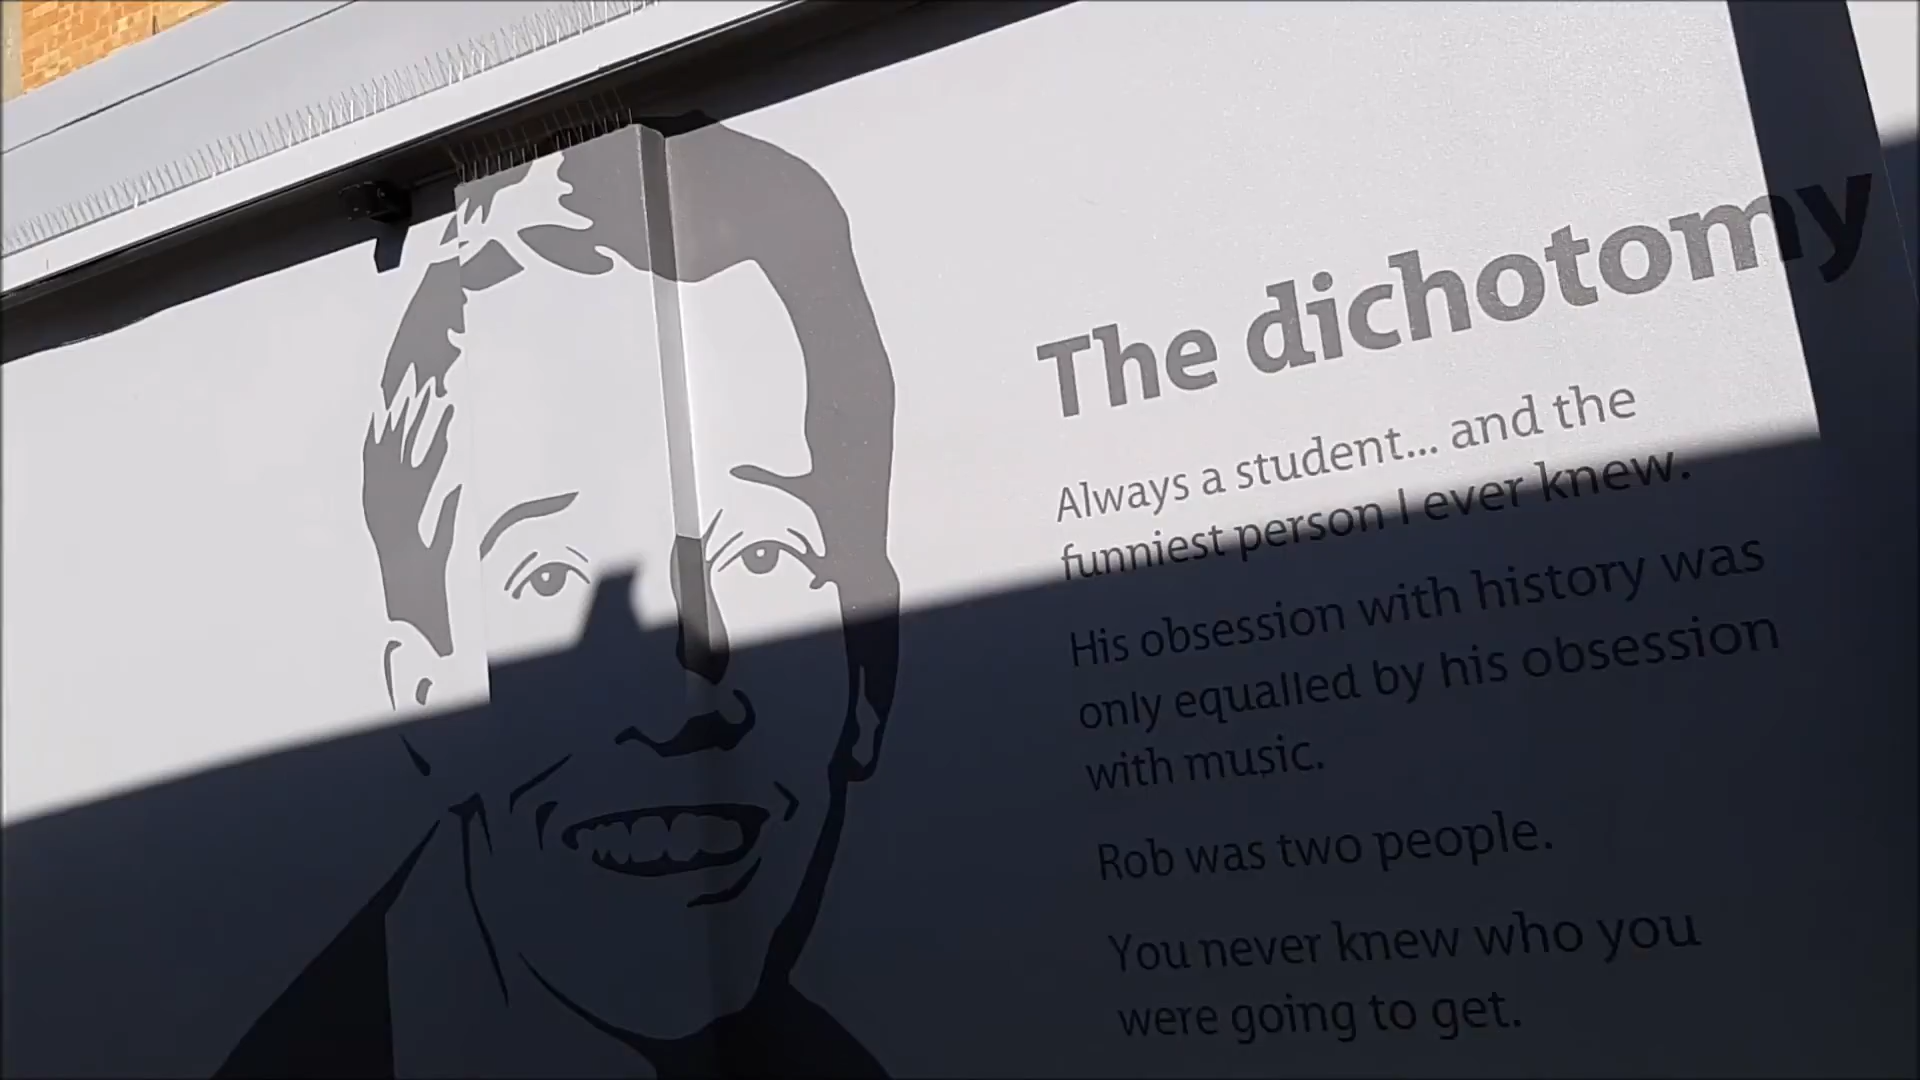 The dichotomy
Always a student... and the
funniest person I ever knew.
His obsession with history was
only equalled by his obsession
with music.
Rob was two people.
You never knew who you
were going to get.